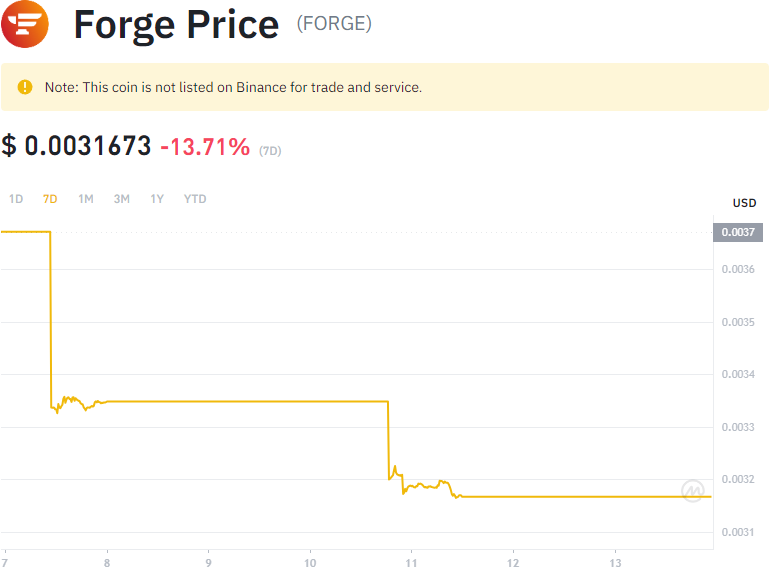 Forge Price (FORGE)
Note: This coin is not listed on Binance for trade and service.
$ 0.0031673 -13.71% (7D)
1D 7D 1M 3M 1Y YTD
USD
0.0037
0.0036
0.0035
0.0034
0.0033
0.0032
0.0031
7 8 9 10 11 12 13